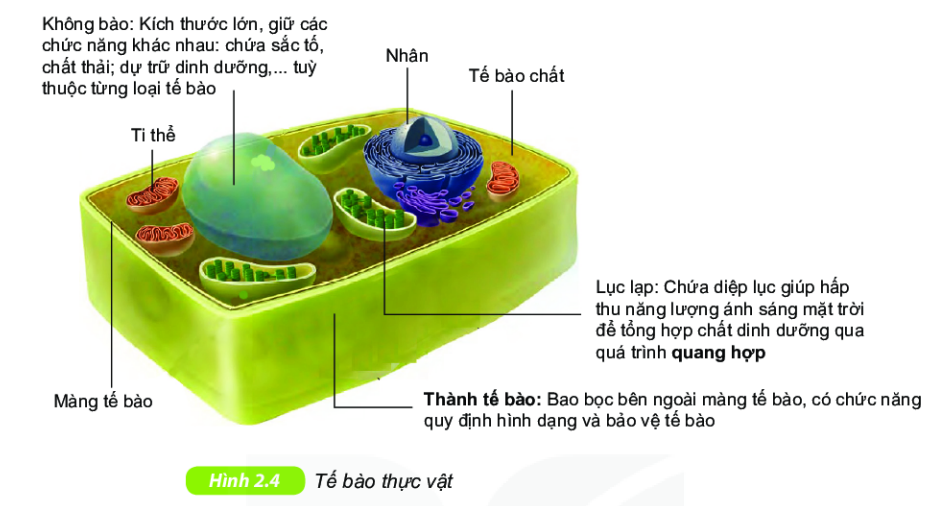 Không bào: Kích thước lớn, giữ các
chức năng khác nhau: chứa sắc tố,
chất thải; dự trữ dinh dưỡng,... tuỳ
thuộc từng loại tế bào
Nhân
Tế bào chất
Ti thể
Lục lạp: Chứa diệp lục giúp hấp
thu năng lượng ánh sáng mặt trời
để tổng hợp chất dinh dưỡng qua
quá trình quang hợp
Màng tế bào
Thành tế bào: Bao bọc bên ngoài màng tế bào, có chức năng
quy định hình dạng và bảo vệ tế bào
Hình 2.4 Tế bào thực vật